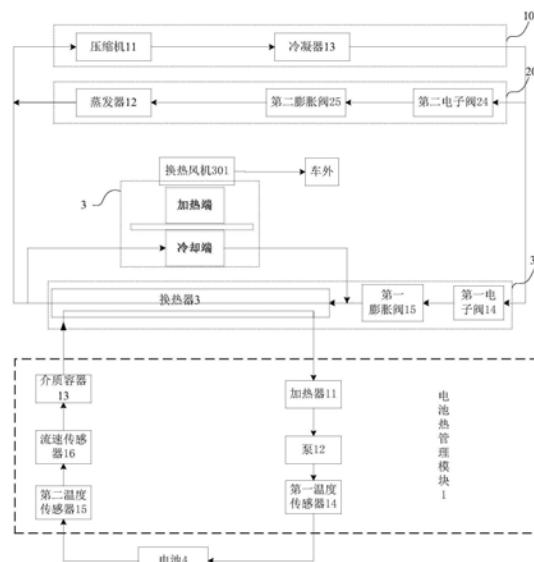 10
压缩机11
冷凝器13
20
蒸发器12
第二膨胀阀25
第二电子阀24
换热风机301
车外
3
加热端
冷却端
3
换热器3
第一
膨胀阀15
第一电
子阀14
介质容器
13
加热器11
电池热管理模块1
流速传感
器16
泵12
第二温度
传感器15
第一温度
传感器14
电池4